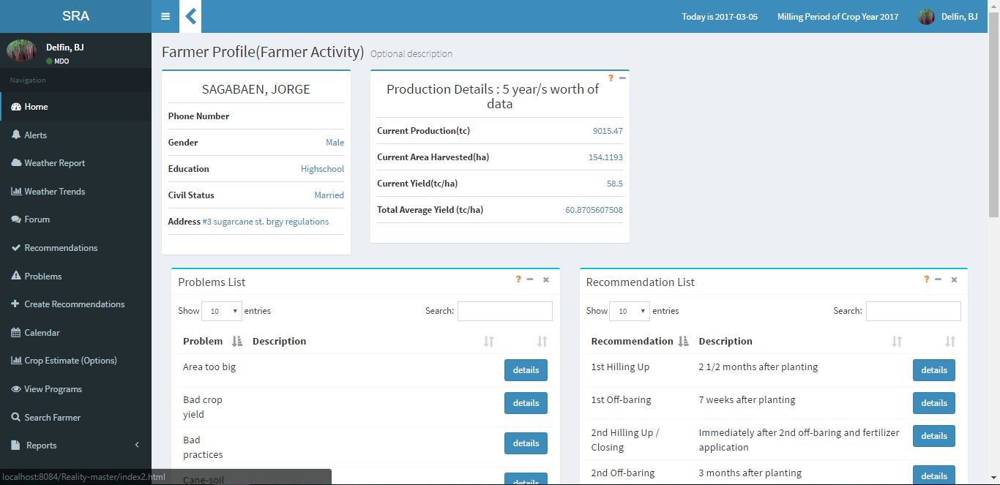 SRA
Today is 2017-03-05
Milling Period of Crop Year 2017
Delfin, BJ
Delfin, BJ
MDO
Navigation
Home
Alerts
Weather Report
Weather Trends
Forum
Recommendations
Problems
Create Recommendations
Calendar
Crop Estimate (Options)
View Programs
Search Farmer
Reports
localhost:8084/Reality-master/index2.html
Farmer Profile(Farmer Activity) Optional description
SAGABAEN, JORGE
Phone Number
Gender Male
Education Highschool
Civil Status Married
Address #3 sugarcane st. brgy regulations
?
Production Details : 5 year/s worth of
data
Current Production(tc) 9015.47
Current Area Harvested(ha) 154.1193
Current Yield(tc/ha) 58.5
Total Average Yield (tc/ha) 60.8705607508
Problems List ?
Show 10 entries Search:
Problem Description
Area too big details
Bad crop
yield details
Bad
practices details
Cane-soil details
Recommendation List ?
Show 10 entries Search:
Recommendation Description
1st Hilling Up 2 1/2 months after planting details
1st Off-baring 7 weeks after planting details
2nd Hilling Up / Immediately after 2nd off-baring and fertilizer details
Closing application
2nd Off-baring 3 months after planting details